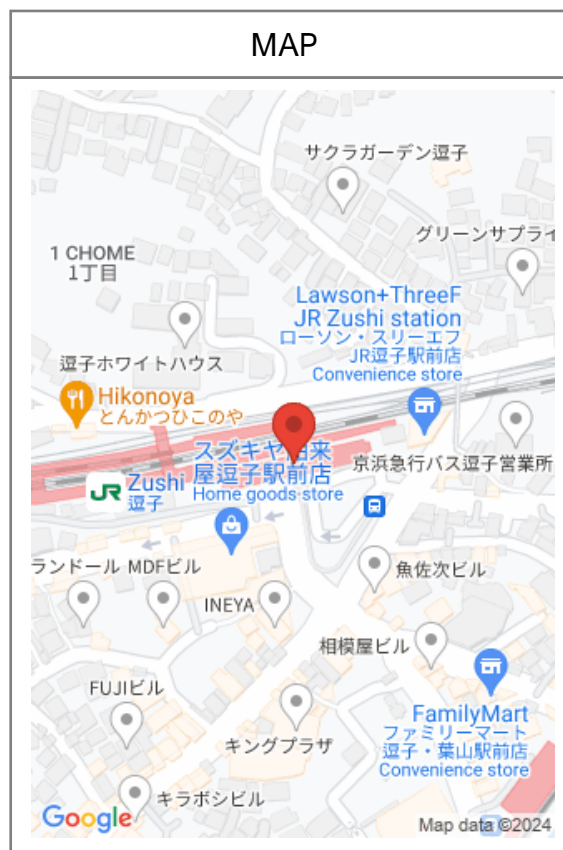 MAP
サクラガーデン逗子
グリーンサプライ
1 CHOME
1丁目
Lawson+ThreeF
JR Zushi station
ローソン・スリーエフ
JR逗子駅前店
Convenience store
逗子ホワイトハウス
Hikonoya
とんかつひこのや
スズキヤ由来
屋逗子駅前店
Home goods store
京浜急行バス逗子営業所
JR
Zushi
逗子
ランドール
MDFビル
魚佐次ビル
INEYA
相模屋ビル
FUJIビル
FamilyMart
ファミリーマート
逗子・葉山駅前店
Convenience store
キングプラザ
キラボシビル
Google
Map data ©2024